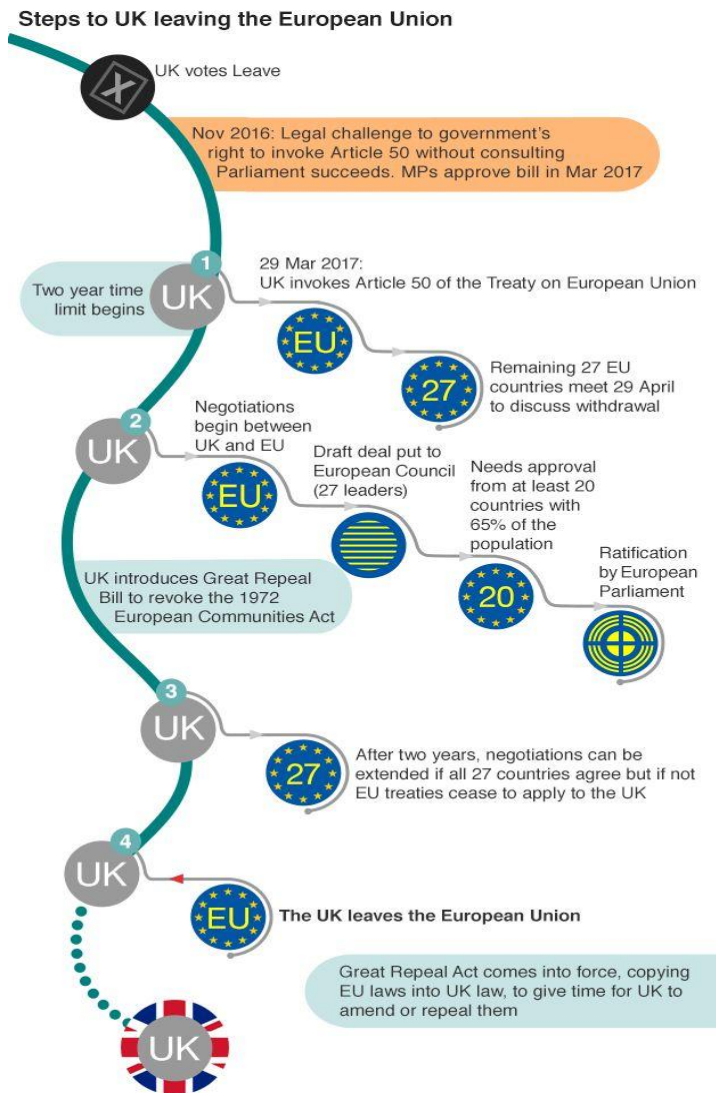 Steps to UK leaving the European Union
UK votes Leave
Nov 2016: Legal challenge to government's
right to invoke Article 50 without consulting
Parliament succeeds. MPs approve bill in Mar 2017
1
UK
Two year time
limit begins
29 Mar 2017:
UK invokes Article 50 of the Treaty on European Union
EU
27
Remaining 27 EU
countries meet 29 April
to discuss withdrawal
2
UK
Negotiations
begin between
UK and EU
EU
Draft deal put to
European Council
(27 leaders)
Needs approval
from at least 20
countries with
65% of the
population
20
Ratification
by European
Parliament
UK introduces Great Repeal
Bill to revoke the 1972
European Communities Act
3
UK
27
After two years, negotiations can be
extended if all 27 countries agree but if not
EU treaties cease to apply to the UK
4
UK
EU
The UK leaves the European Union
Great Repeal Act comes into force, copying
EU laws into UK law, to give time for UK to
amend or repeal them
UK